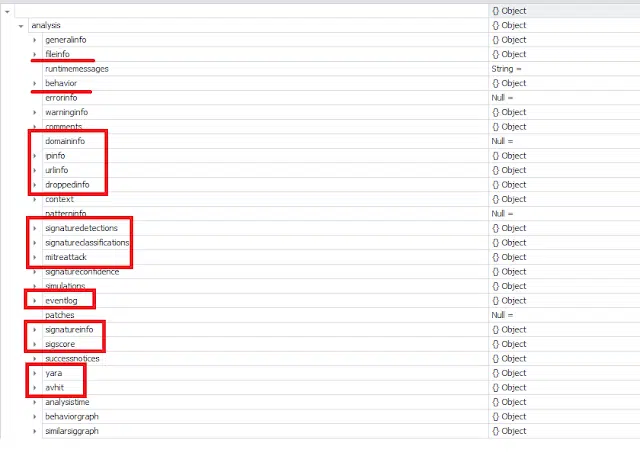 {} Object
analysis {} Object
generalinfo {} Object
fileinfo {} Object
runtimemessages String =
behavior {} Object
errorinfo Null =
warninginfo {} Object
comments {} Object
domaininfo Null =
ipinfo {} Object
urlinfo {} Object
droppedinfo {} Object
context {} Object
patterninfo Null =
signaturedetections {} Object
signatureclassifications {} Object
mitreattack {} Object
signatureconfidence {} Object
simulations {} Object
eventlog {} Object
patches Null =
signatureinfo {} Object
sigscore {} Object
successnotices {} Object
yara {} Object
avhit {} Object
analysistime {} Object
behaviorgraph {} Object
similarsiggraph {} Object